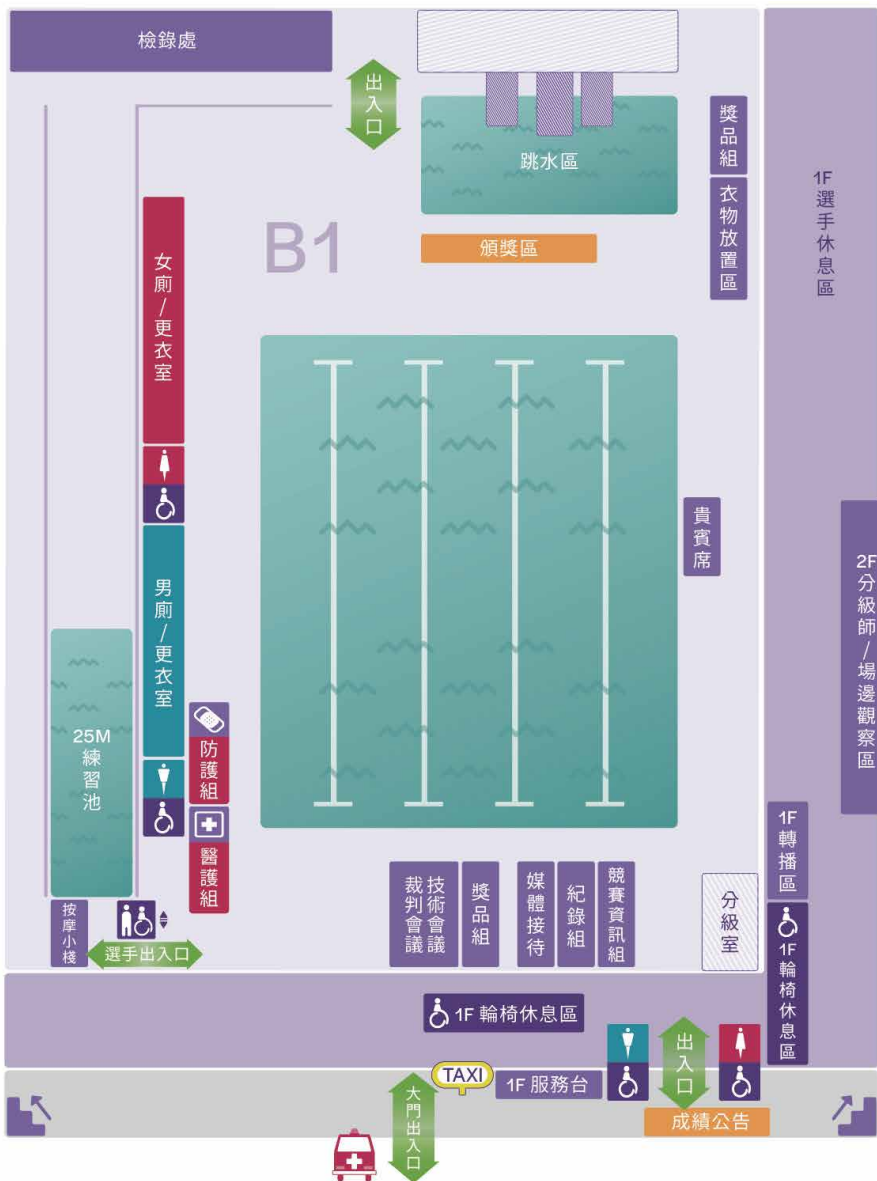 檢錄處
出入口
跳水區
獎品組
衣物放置區
1F選手休息區
B1
頒獎區
女廁/更衣室
男廁/更衣室
貴賓席
2F分級師/場邊觀察區
25M練習池
防護組
醫護組
1F轉播區
技術會議
裁判會議
獎品組
媒體接待
紀錄組
競賽資訊組
分級室
按摩小棧
選手出入口
1F輪椅休息區
1F 輪椅休息區
出入口
TAXI
1F 服務台
大門出入口
成績公告